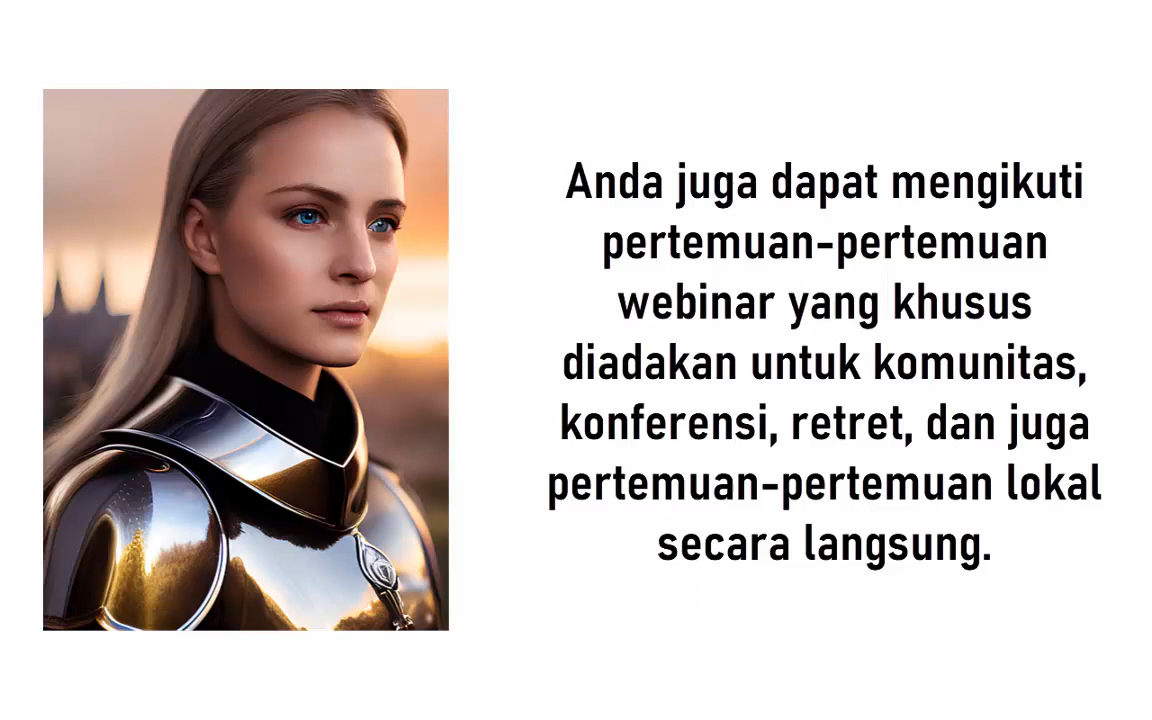 Anda juga dapat mengikuti
pertemuan-pertemuan
webinar yang khusus
diadakan untuk komunitas,
konferensi, retret, dan juga
pertemuan-pertemuan lokal
secara langsung.